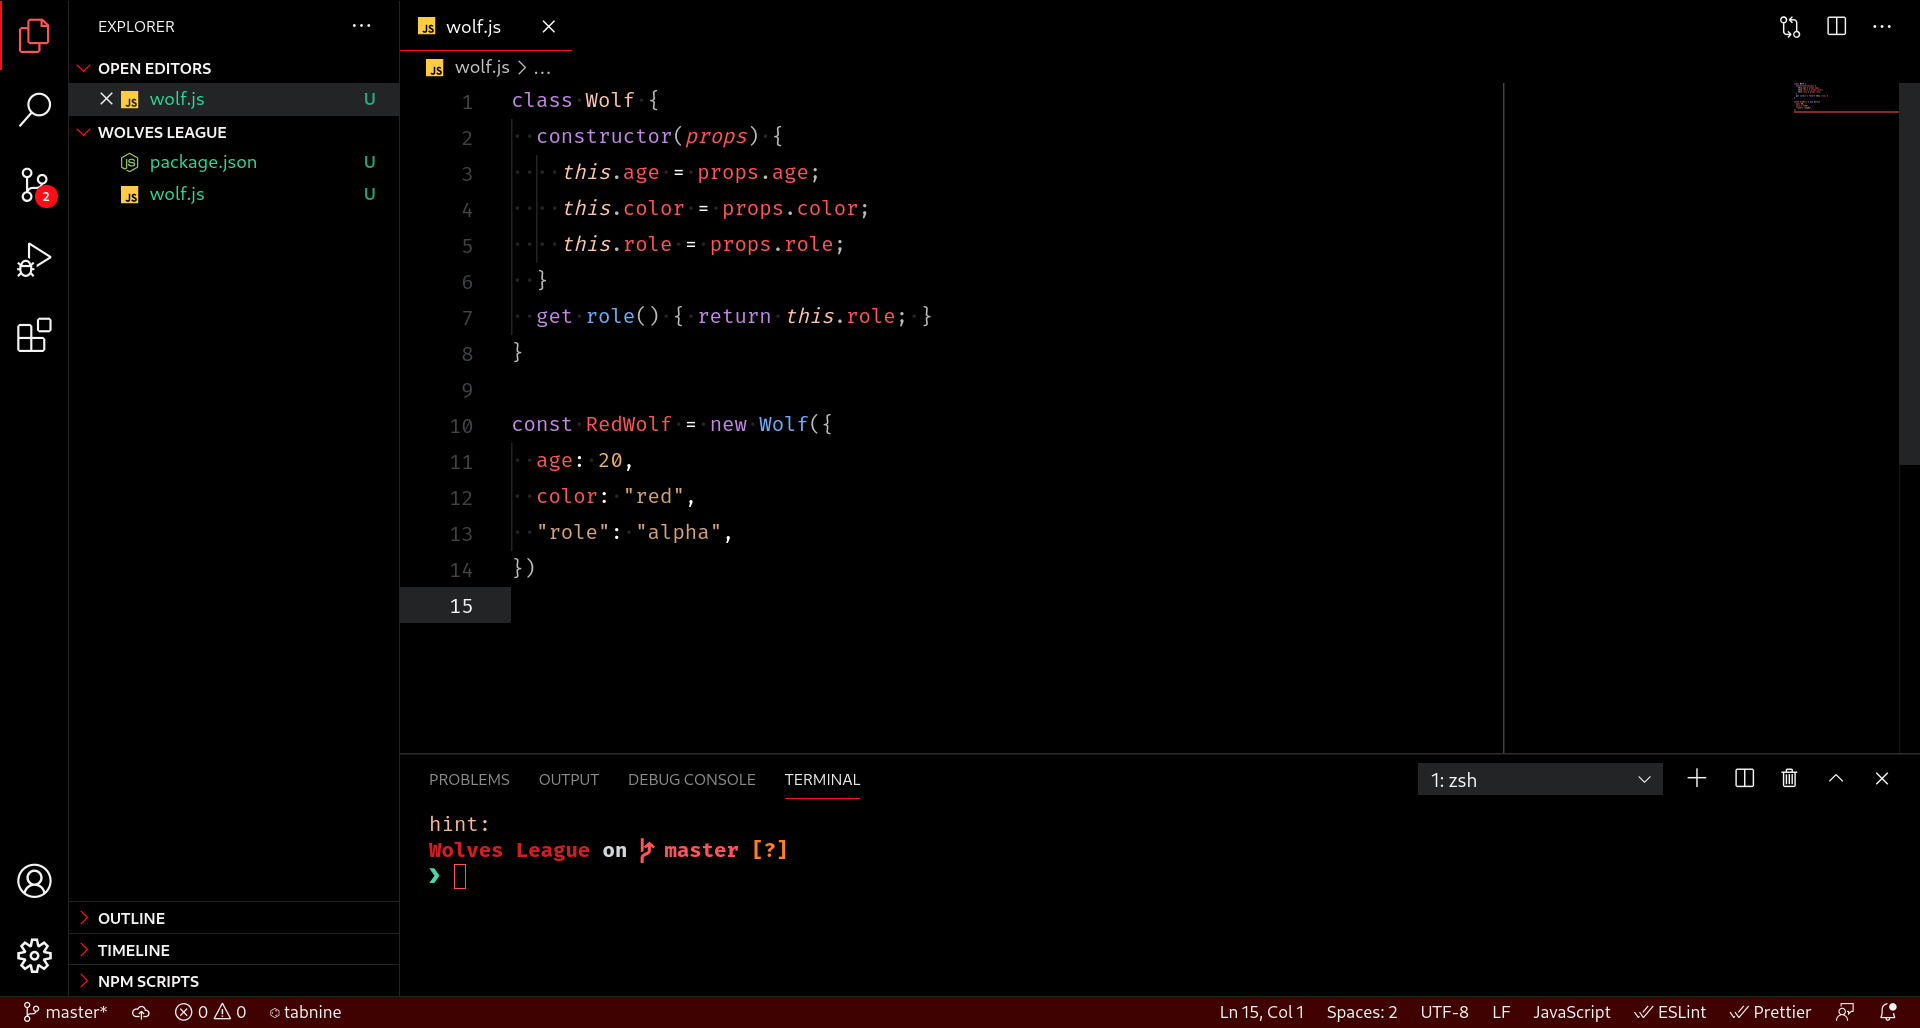 EXPLORER
OPEN EDITORS
JS wolf.js U
WOLVES LEAGUE
package.json U
JS wolf.js U
2
OUTLINE
TIMELINE
NPM SCRIPTS
JS wolf.js
JS wolf.js > ...
1 class Wolf {
2 constructor(props) {
3 this.age = props.age;
4 this.color = props.color;
5 this.role = props.role;
6 }
7 get role() { return this.role; }
8 }
9
10 const RedWolf = new Wolf({
11 age: 20,
12 color: "red",
13 "role": "alpha",
14 })
15
PROBLEMS OUTPUT DEBUG CONSOLE TERMINAL 1: zsh
hint:
Wolves League on master [?]
❯
master* 0 0 tabnine Ln 15, Col 1 Spaces: 2 UTF-8 LF JavaScript ESLint Prettier